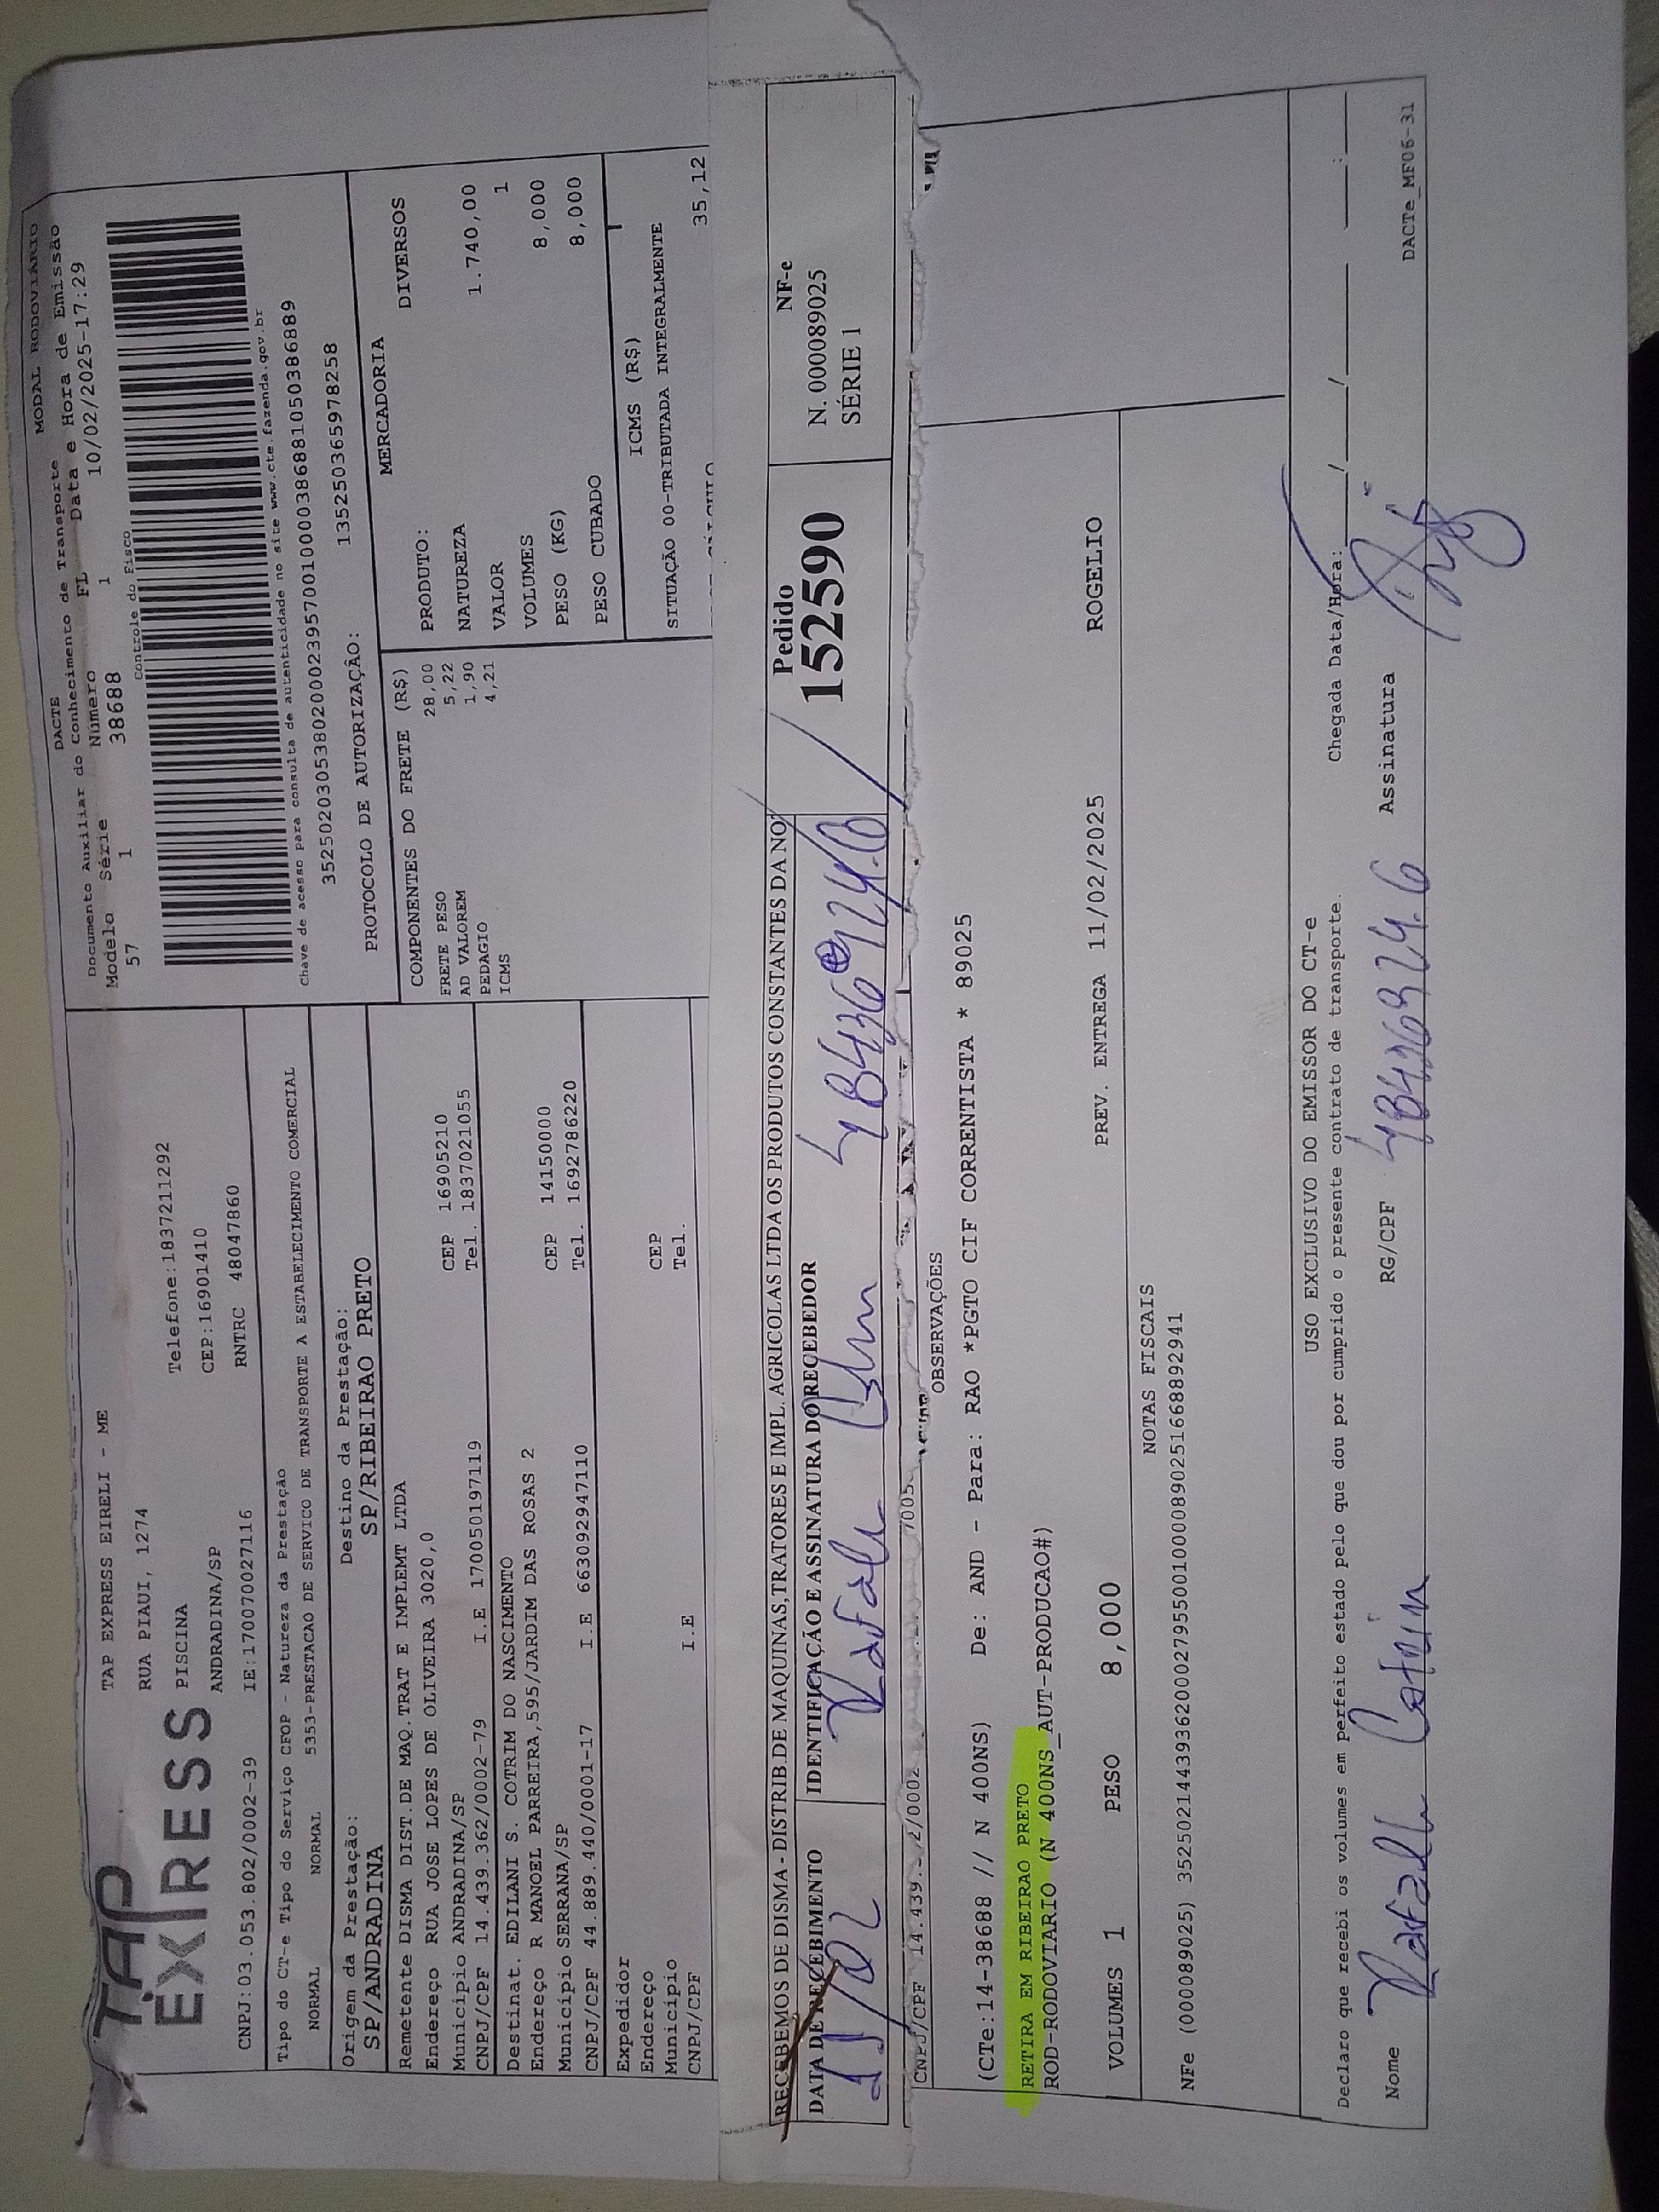 TAP
EXPRESS
TAP EXPRESS EIRELI - ME
RUA PIAUI, 1274
PISCINA
Telefone:1837211292
ANDRADINA/SP
CEP:16901410
CNPJ:03.053.802/0002-39
IE:170070027116
RNTRC 48047860
MODAL RODOVIÁRIO
DACTE
Documento Auxiliar do Conhecimento de Transporte
Modelo Série Número FL Data e Hora de Emissão
57 1 38688 1 10/02/2025-17:29
Controle do Fisco
Chave de acesso para consulta de autenticidade no site www.cte.fazenda.gov.br
35250203053802000239570010000386881050386889
PROTOCOLO DE AUTORIZAÇÃO: 135250365978258
Tipo do CT-e Tipo do Serviço CFOP - Natureza da Prestação
NORMAL NORMAL 5353-PRESTACAO DE SERVICO DE TRANSPORTE A ESTABELECIMENTO COMERCIAL
Origem da Prestação: Destino da Prestação:
SP/ANDRADINA SP/RIBEIRAO PRETO
Remetente DISMA DIST.DE MAQ.TRAT E IMPLEMT LTDA
Endereço RUA JOSE LOPES DE OLIVEIRA 3020,0
Município ANDRADINA/SP CEP 16905210
CNPJ/CPF 14.439.362/0002-79 I.E 170050197119 Tel. 1837021055
Destinat. EDILANI S. COTRIM DO NASCIMENTO
Endereço R MANOEL PARREIRA,595/JARDIM DAS ROSAS 2
Município SERRANA/SP CEP 14150000
CNPJ/CPF 44.889.440/0001-17 I.E 663092947110 Tel. 16992786220
Expedidor
Endereço
Município CEP
CNPJ/CPF I.E Tel.
COMPONENTES DO FRETE (R$)
FRETE PESO 28,00
AD VALOREM 5,22
PEDAGIO 1,90
ICMS 4,21
MERCADORIA
PRODUTO: DIVERSOS
NATUREZA
VALOR 1.740,00
VOLUMES 1
PESO (KG) 8,000
PESO CUBADO 8,000
ICMS (R$)
SITUAÇÃO 00-TRIBUTADA INTEGRALMENTE
35,12
RECEBEMOS DE DISMA - DISTRIB.DE MAQUINAS,TRATORES E IMPL. AGRICOLAS LTDA OS PRODUTOS CONSTANTES DA NO
DATA DE RECEBIMENTO
IDENTIFICAÇÃO E ASSINATURA DO RECEBEDOR
11/02
Rafael
Pedido
152590
NF-e
N. 000089025
SÉRIE 1
CNPJ/CPF
OBSERVAÇÕES
(CTe:14-38688 // N 400NS) De: AND - Para: RAO *PGTO CIF CORRENTISTA * 89025
RETIRA EM RIBEIRAO PRETO
ROD-RODOVIARIO (N 400NS_AUT-PRODUCAO#)
VOLUMES 1 PESO 8,000 PREV. ENTREGA 11/02/2025 ROGELIO
NOTAS FISCAIS
NFe (000089025) 35250214439362000279550010000890251668892941
USO EXCLUSIVO DO EMISSOR DO CT-e
Declaro que recebi os volumes em perfeito estado pelo que dou por cumprido o presente contrato de transporte. Chegada Data/Hora: ____/____/____ ___:___
Nome Rafael Cotrim RG/CPF Assinatura
DACTe_MF06-31